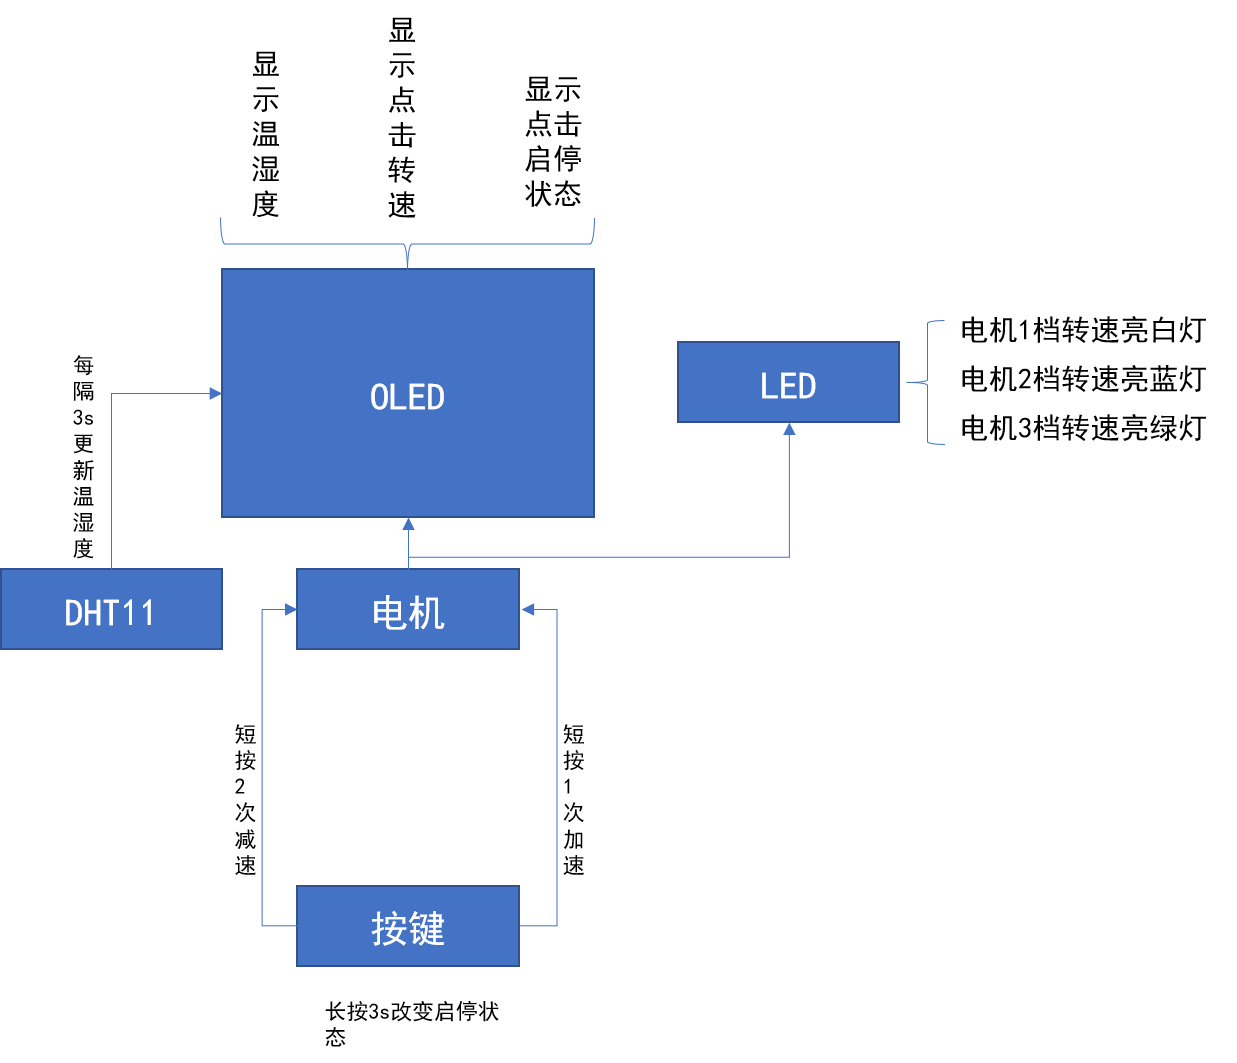 显示温湿度
显示点击转速
显示
点击
启停
状态
OLED
LED
电机1档转速亮白灯
电机2档转速亮蓝灯
电机3档转速亮绿灯
每隔3s更新温湿度
DHT11
电机
短按2次减速
短按1次加速
按键
长按3s改变启停状
态